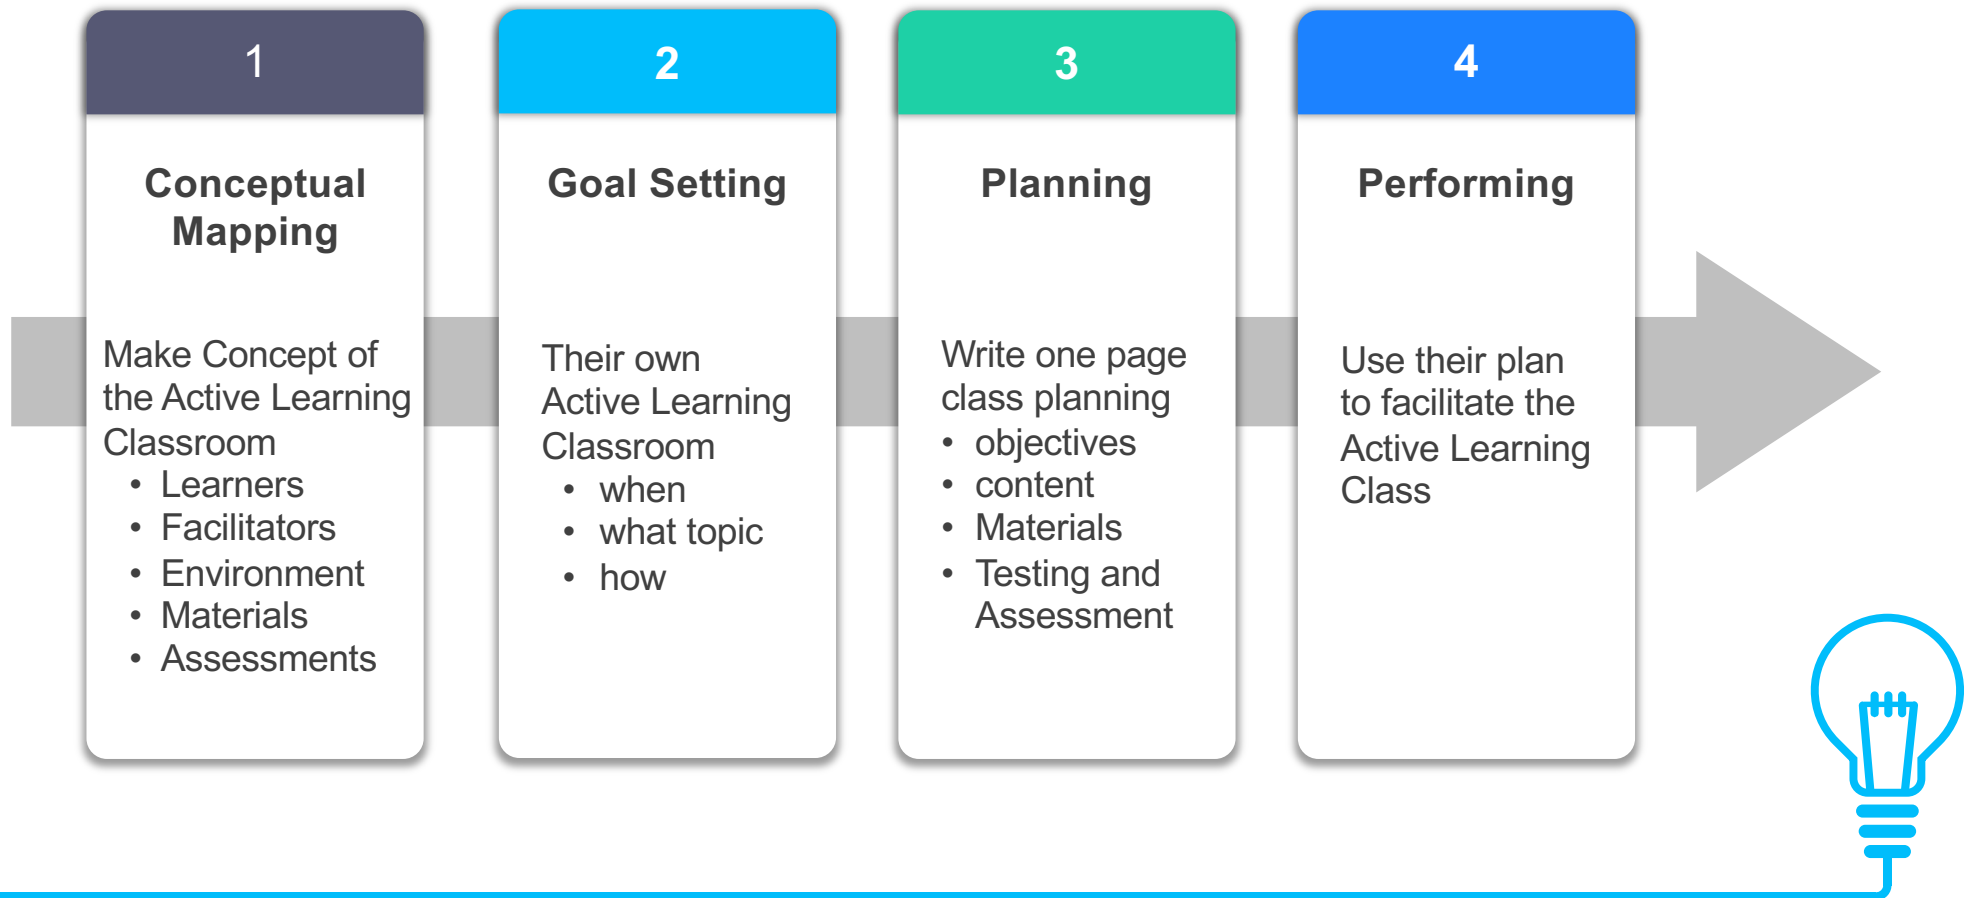 1
Conceptual
Mapping
Make Concept of
the Active Learning
Classroom
• Learners
• Facilitators
• Environment
• Materials
• Assessments
2
Goal Setting
Their own
Active Learning
Classroom
• when
• what topic
• how
3
Planning
Write one page
class planning
• objectives
• content
• Materials
• Testing and
Assessment
4
Performing
Use their plan
to facilitate the
Active Learning
Class